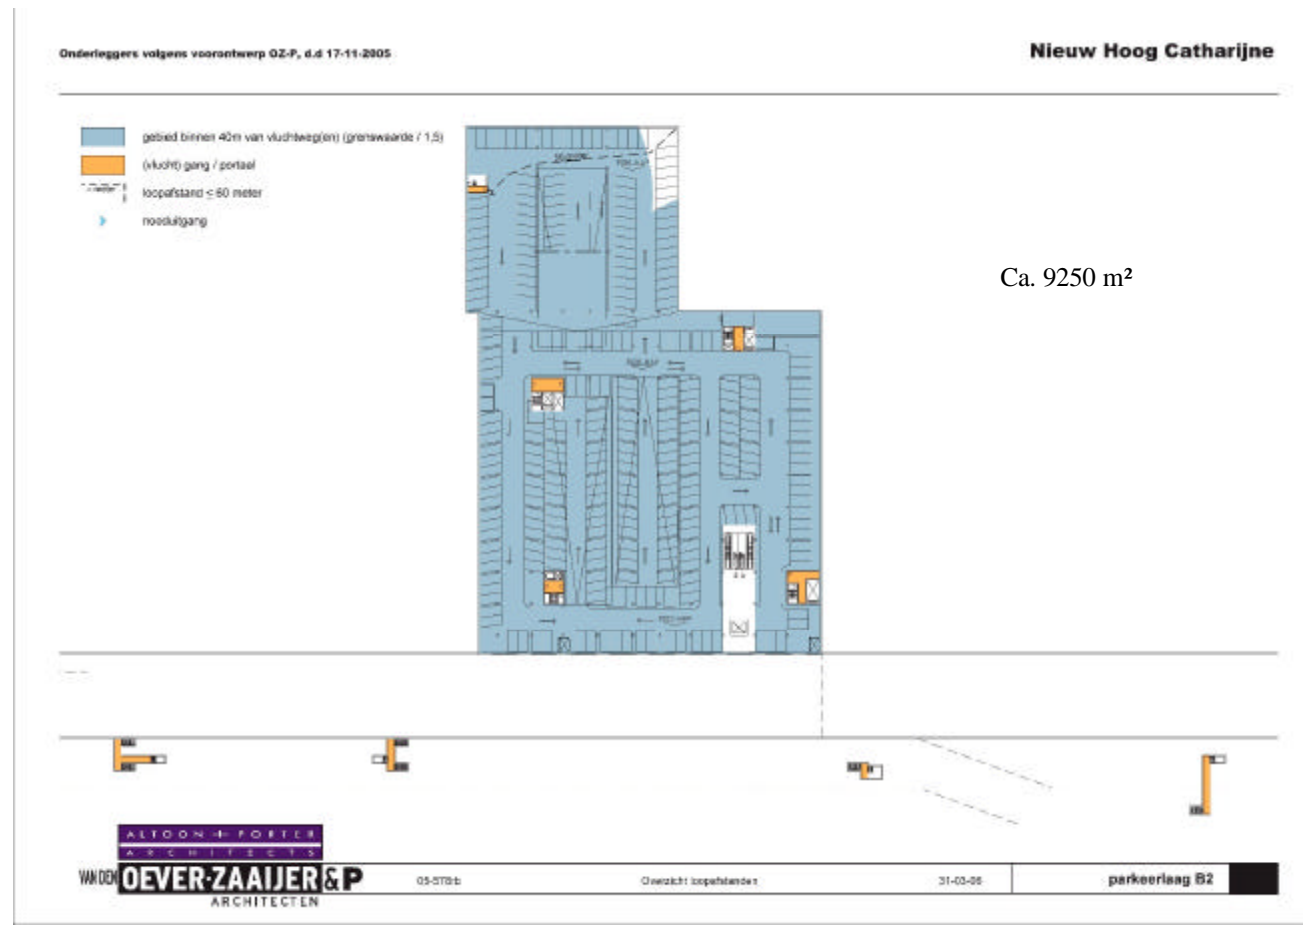 Onderleggers volgens voorontwerp OZ-P, d.d 17-11-2005
Nieuw Hoog Catharijne
gebied binnen 40m van vluchtweg(en) (grenswaarde / 1,5)
(vlucht) gang / portaal
loopafstand ≤ 60 meter
nooduitgang
Ca. 9250 m²
ALTOON + PORTER
ARCHITECTS
VAN DEN OEVER·ZAAIJER & P
ARCHITECTEN
05-578rb
Overzicht loopafstanden
31-03-06
parkeerlaag B2